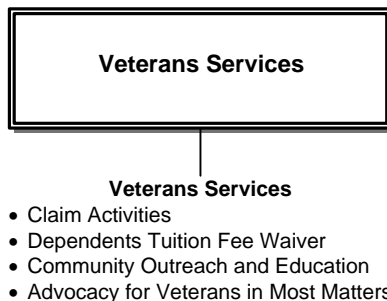 Veterans Services
Veterans Services
• Claim Activities
• Dependents Tuition Fee Waiver
• Community Outreach and Education
• Advocacy for Veterans in Most Matters